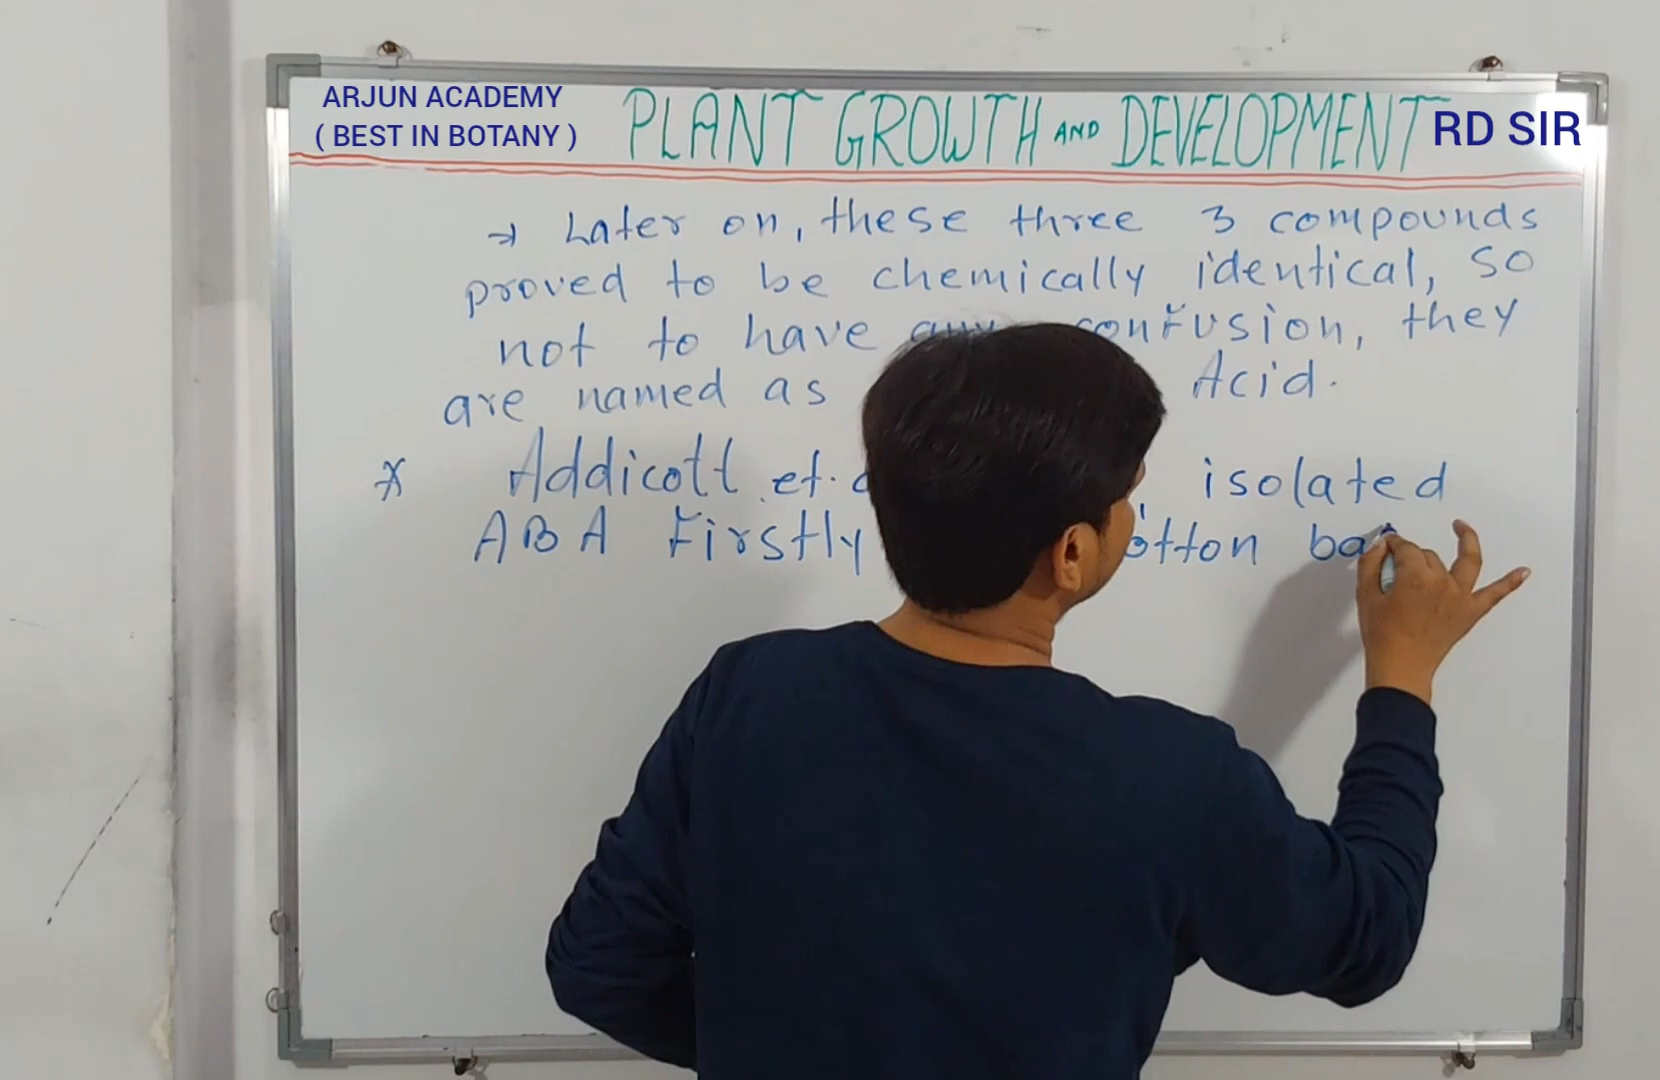 ARJUN ACADEMY
( BEST IN BOTANY )
PLANT GROWTH AND DEVELOPMENT
RD SIR
→ Later on, these three 3 compounds
proved to be chemically identical, so
not to have any confusion, they
are named as Acid.
* Addicott et. isolated
ABA Firstly